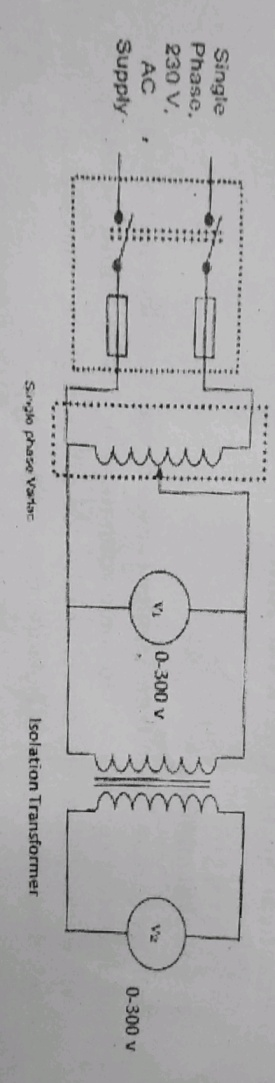 Single
Phase,
230 V,
AC ,
Supply
Single phase Variac
V1
0-300 v
Isolation Transformer
V2
0-300 v